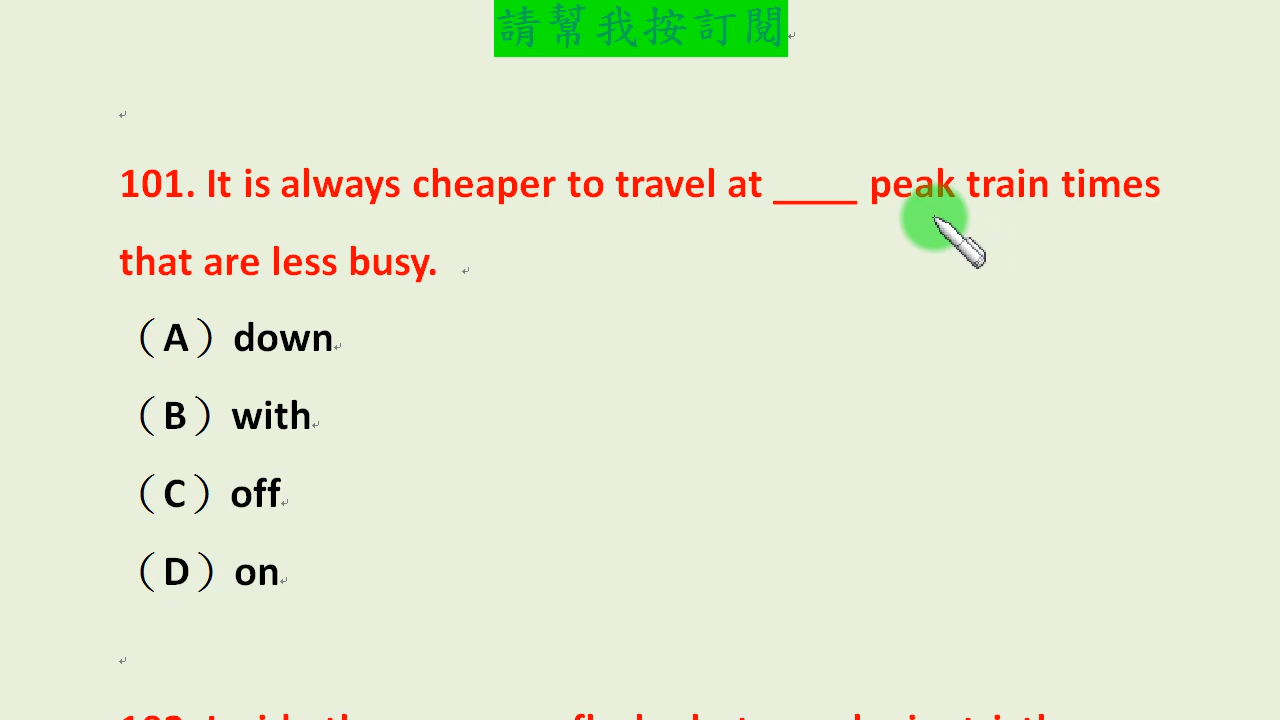 請幫我按訂閱
101. It is always cheaper to travel at ____ peak train times
that are less busy.
（A）down
（B）with
（C）off
（D）on